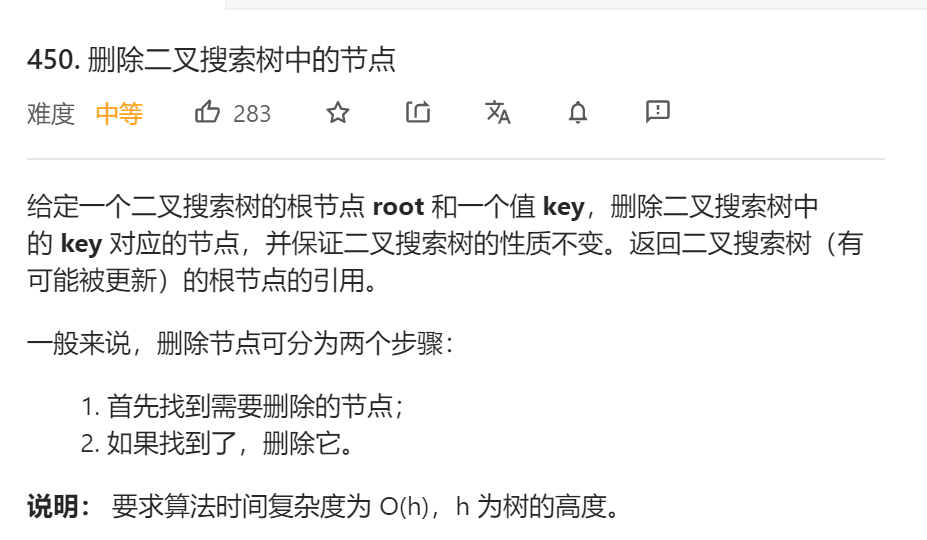 450. 删除二叉搜索树中的节点
难度 中等 283
给定一个二叉搜索树的根节点 root 和一个值 key，删除二叉搜索树中
的 key 对应的节点，并保证二叉搜索树的性质不变。返回二叉搜索树（有
可能被更新）的根节点的引用。
一般来说，删除节点可分为两个步骤：
1. 首先找到需要删除的节点；
2. 如果找到了，删除它。
说明： 要求算法时间复杂度为 O(h)，h 为树的高度。